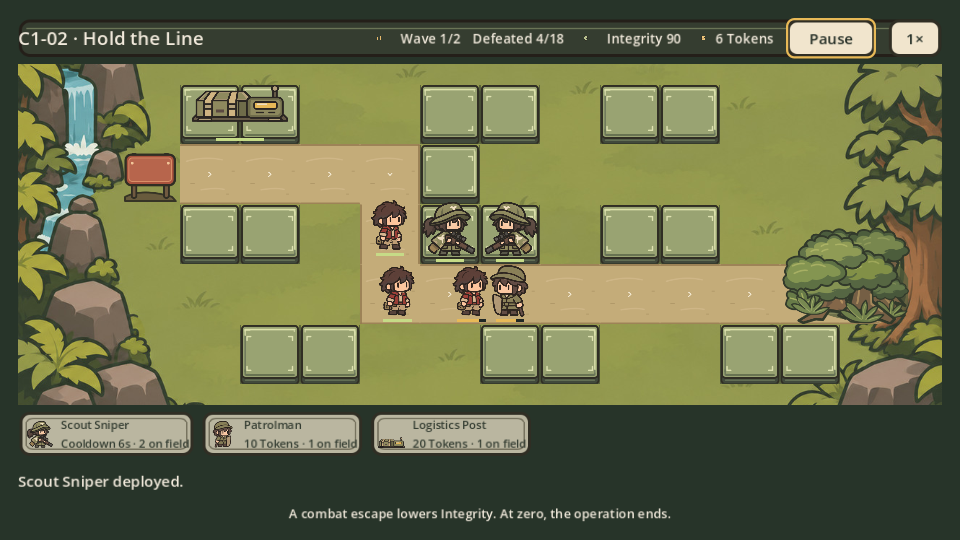 C1-02 · Hold the Line
Wave 1/2 Defeated 4/18 Integrity 90 6 Tokens Pause 1×
Scout Sniper
Cooldown 6s · 2 on field
Patrolman
10 Tokens · 1 on field
Logistics Post
20 Tokens · 1 on field
Scout Sniper deployed.
A combat escape lowers Integrity. At zero, the operation ends.